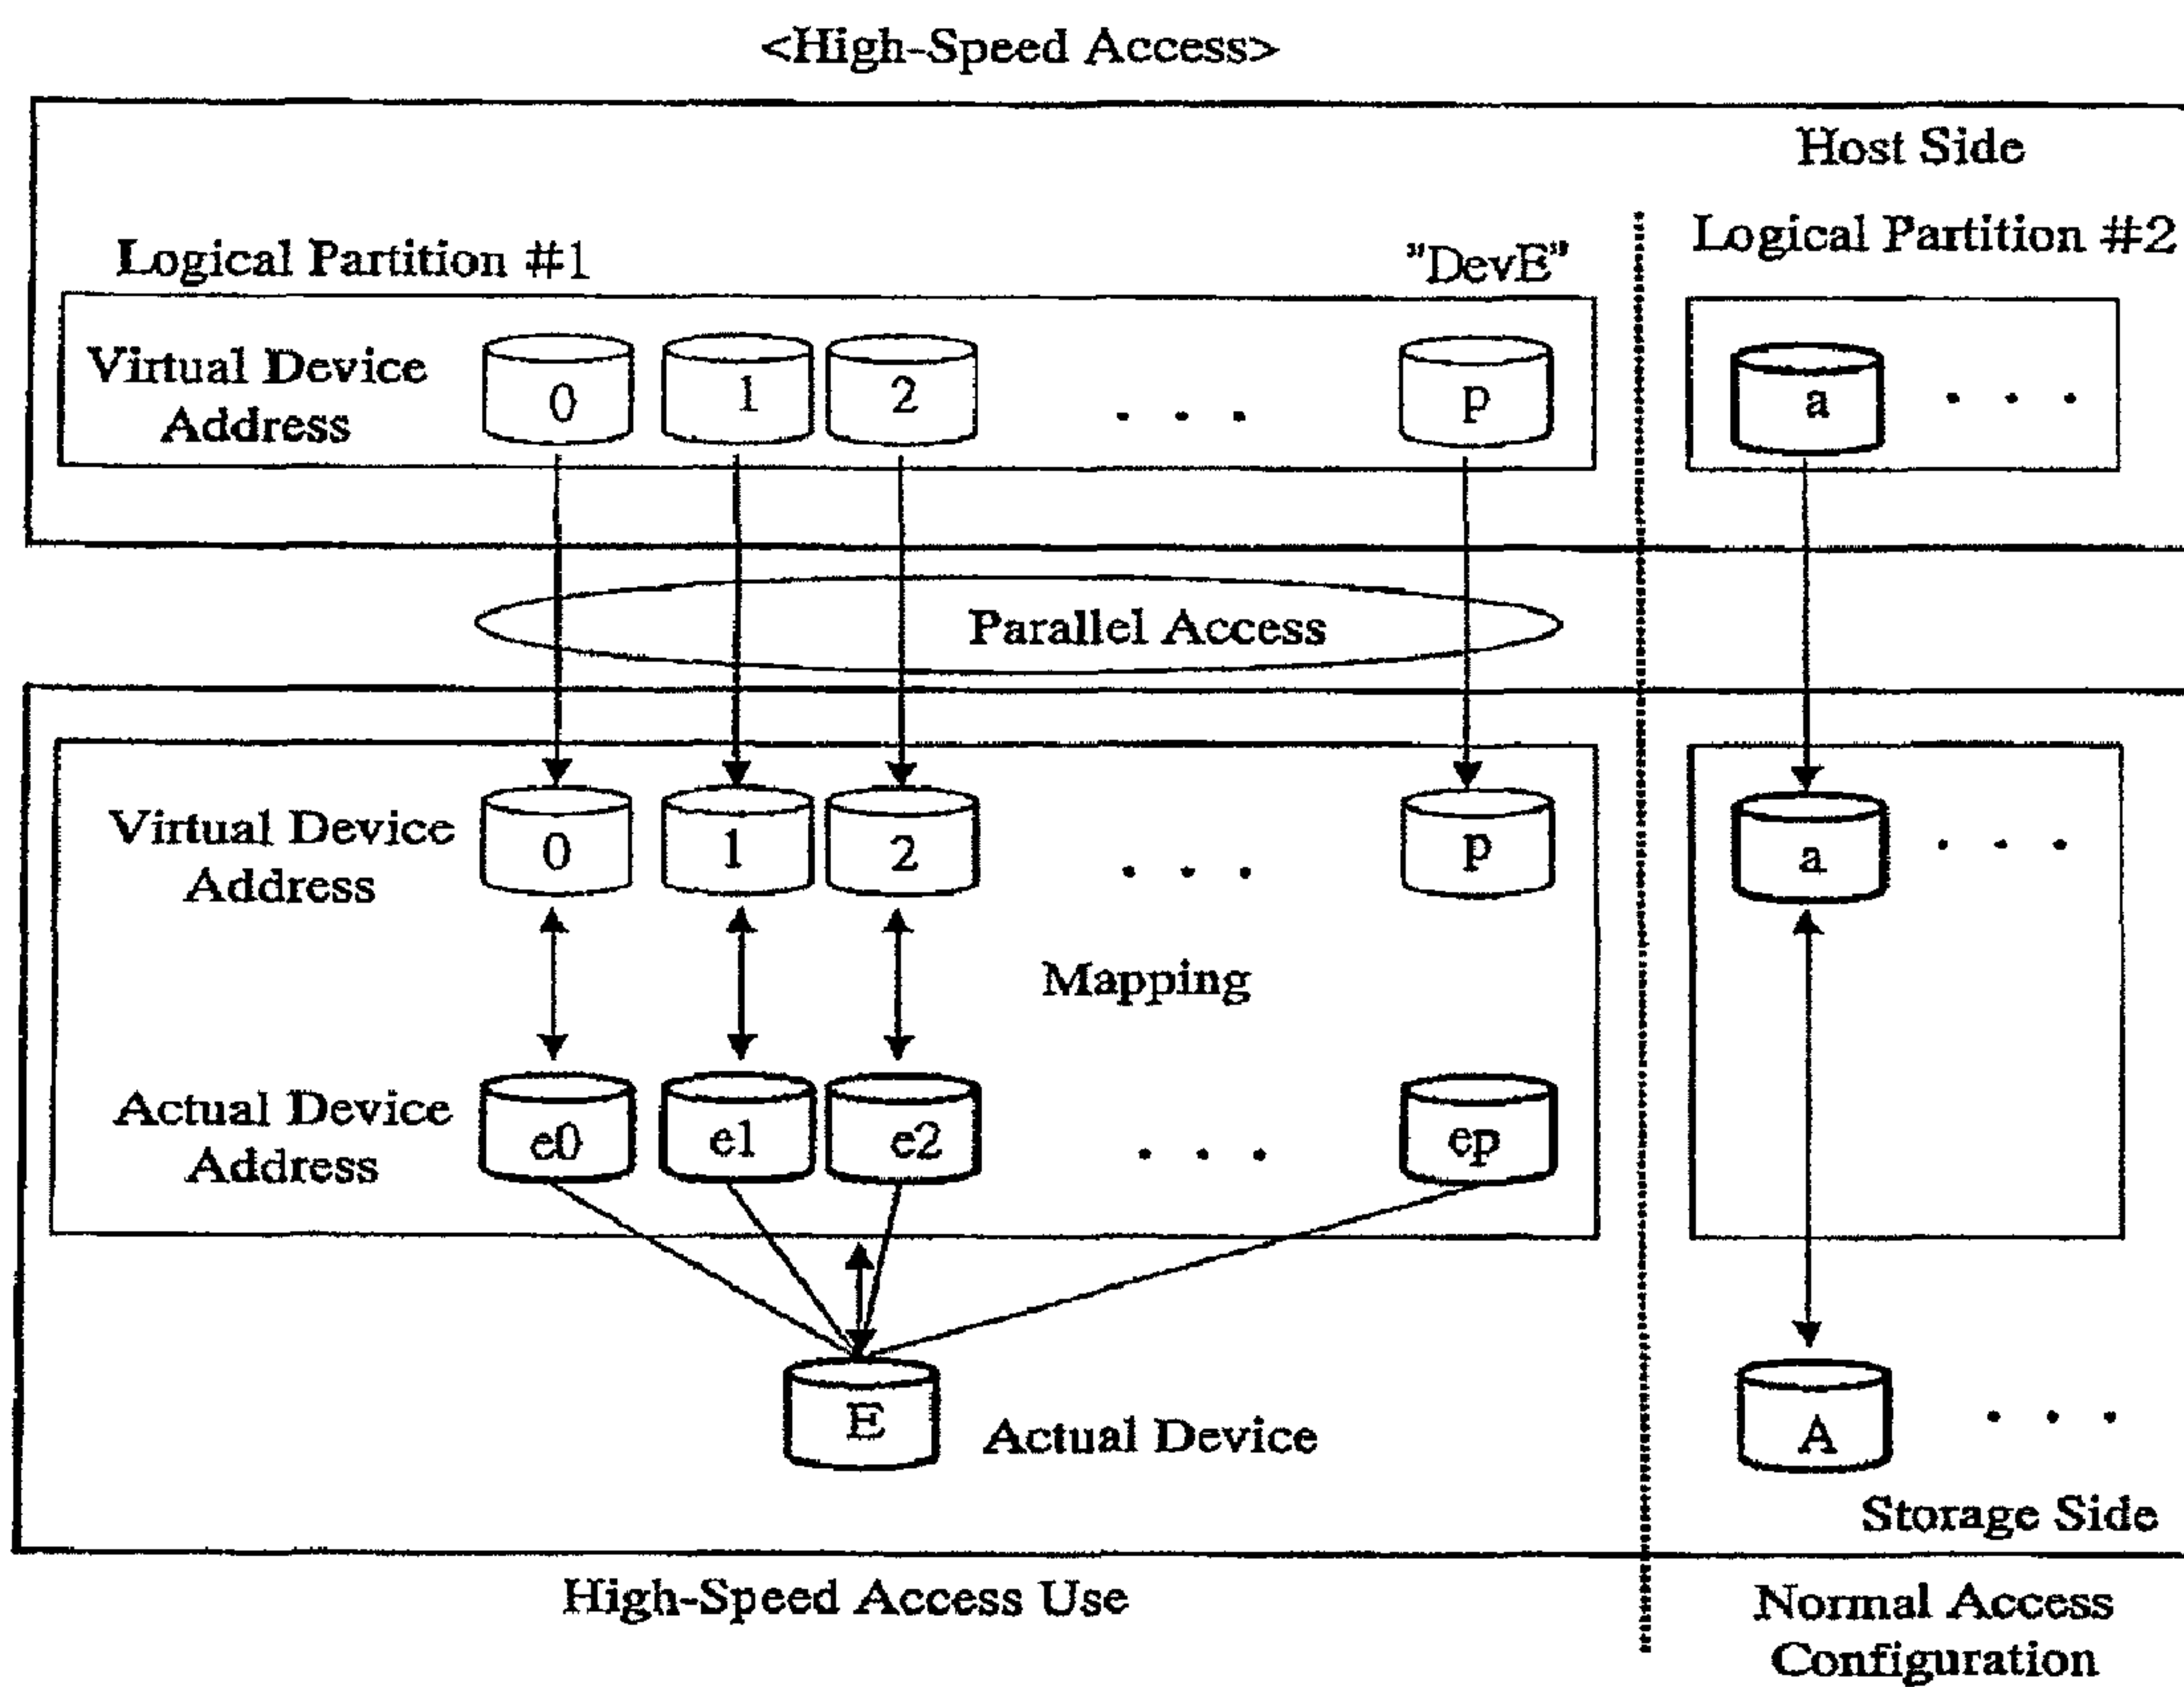 <High-Speed Access>
Host Side
Logical Partition #1
"DevE"
Logical Partition #2
Virtual Device
Address
0 1 2 . . . p
a . . .
Parallel Access
Virtual Device
Address
0 1 2 . . . p
a . . .
Mapping
Actual Device
Address
e0 e1 e2 . . . ep
E
Actual Device
A . . .
Storage Side
High-Speed Access Use
Normal Access
Configuration